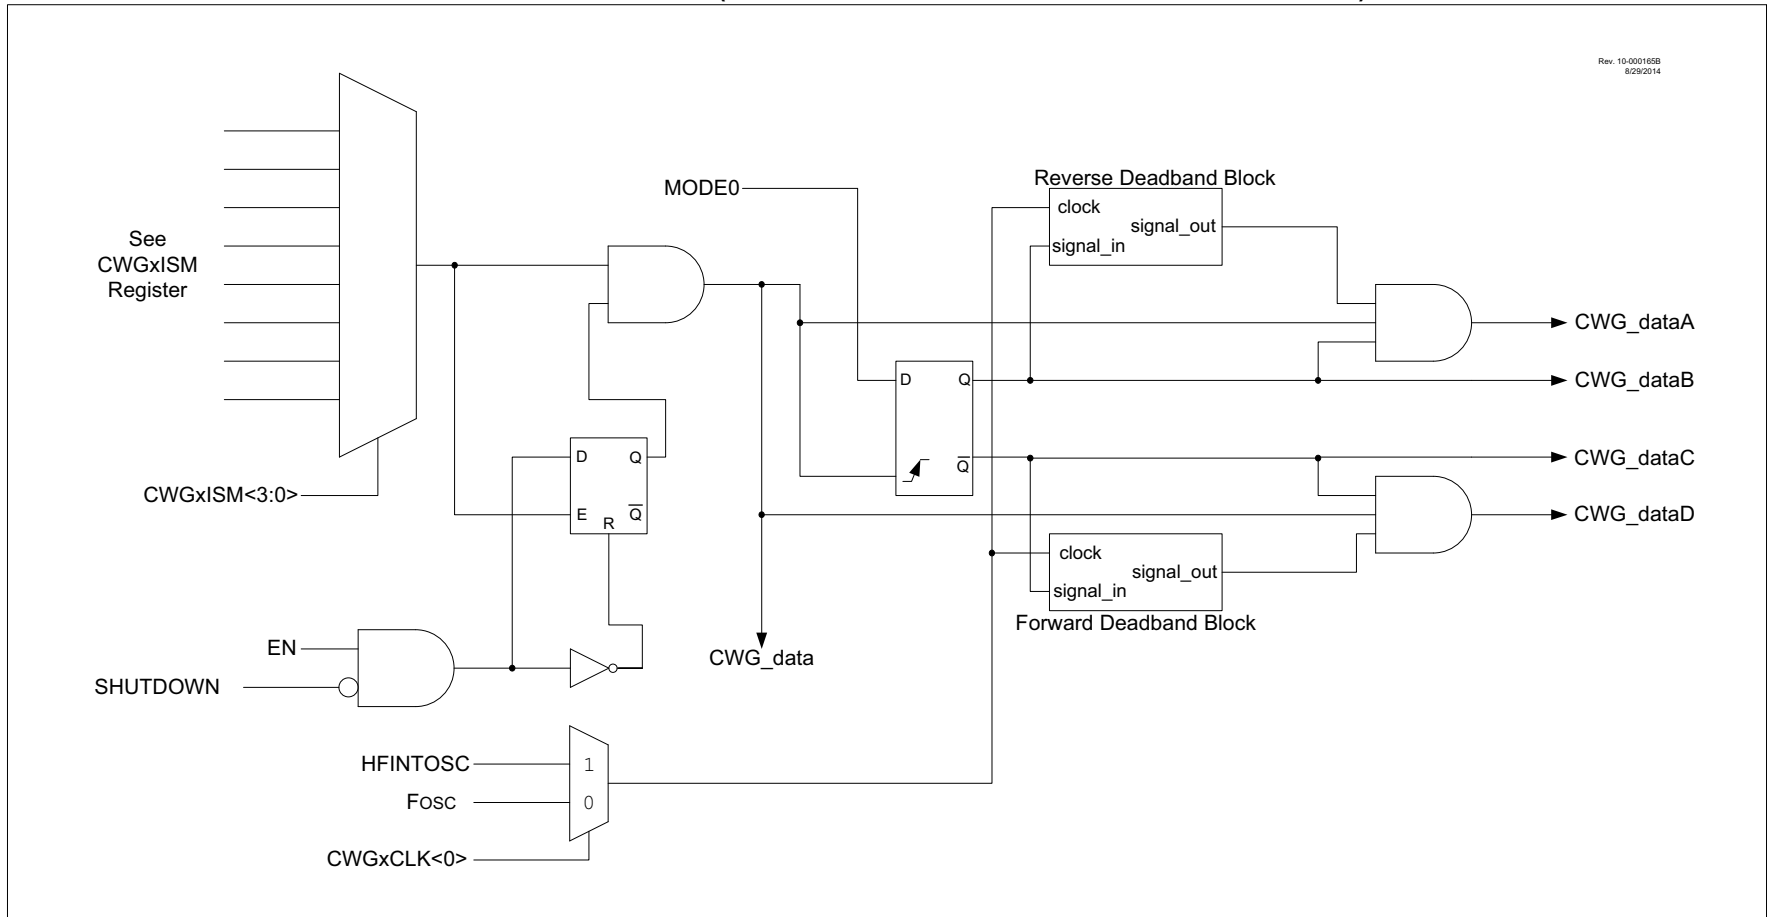 Rev. 10-000165B
8/29/2014
See
CWGxISM
Register
CWGxISM<3:0>
MODE0
Reverse Deadband Block
clock
signal_out
signal_in
CWG_dataA
D
Q
CWG_dataB
Q
CWG_dataC
D
Q
E
R
Q
CWG_dataD
clock
signal_out
signal_in
Forward Deadband Block
EN
SHUTDOWN
CWG_data
HFINTOSC
1
FOSC
0
CWGxCLK<0>